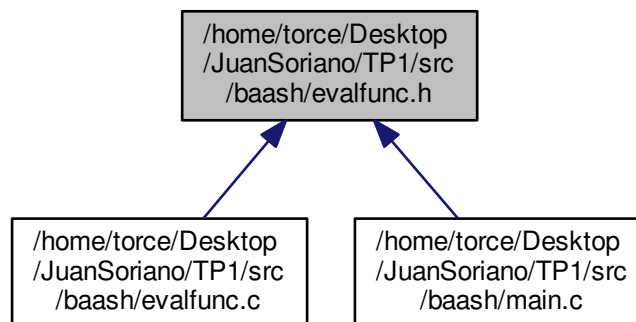 /home/torce/Desktop
/JuanSoriano/TP1/src
/baash/evalfunc.h
/home/torce/Desktop
/JuanSoriano/TP1/src
/baash/evalfunc.c
/home/torce/Desktop
/JuanSoriano/TP1/src
/baash/main.c